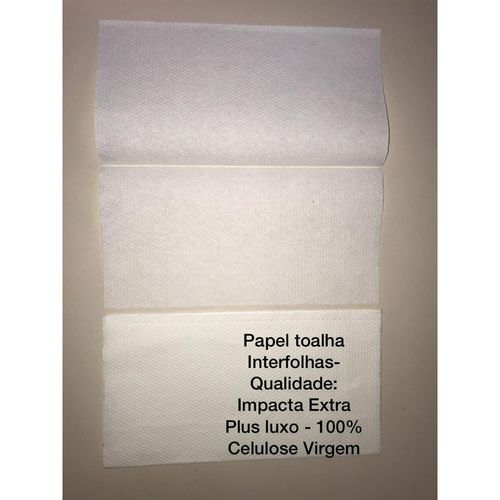 Papel toalha
Interfolhas-
Qualidade:
Impacta Extra
Plus luxo - 100%
Celulose Virgem